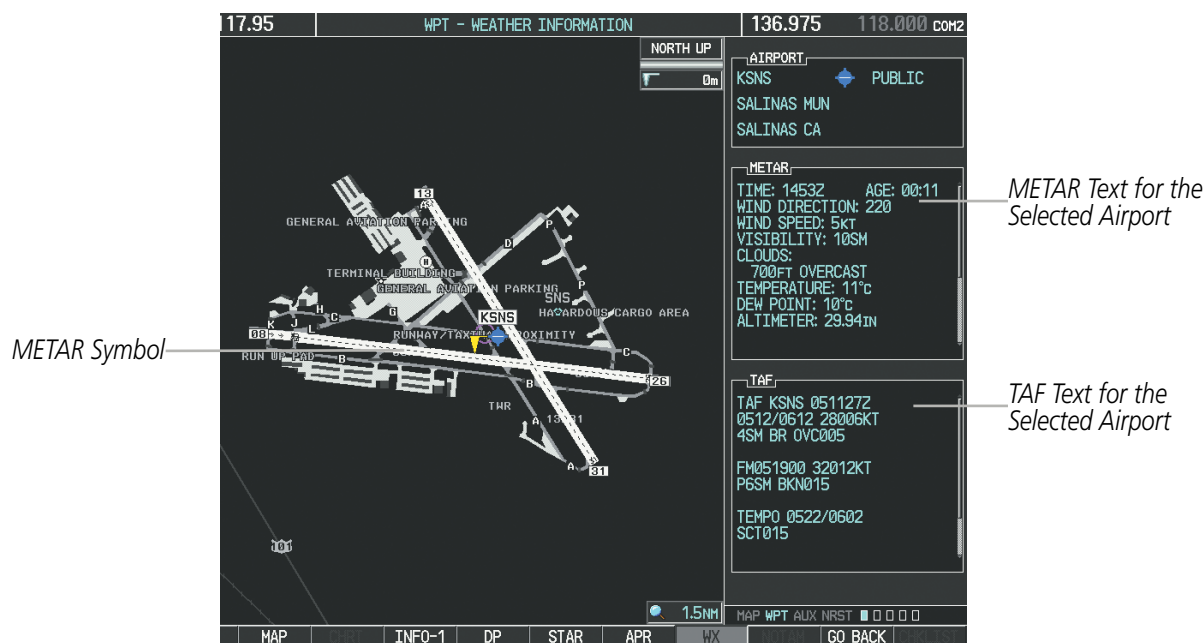 17.95 WPT - WEATHER INFORMATION 136.975 118.000 COM2
NORTH UP
0m
AIRPORT
KSNS PUBLIC
SALINAS MUN
SALINAS CA
METAR
TIME: 1453Z AGE: 00:11
WIND DIRECTION: 220
WIND SPEED: 5KT
VISIBILITY: 10SM
CLOUDS:
700FT OVERCAST
TEMPERATURE: 11°C
DEW POINT: 10°C
ALTIMETER: 29.94IN
METAR Text for the
Selected Airport
TAF
TAF KSNS 051127Z
0512/0612 28006KT
4SM BR OVC005
FM051900 32012KT
P6SM BKN015
TEMPO 0522/0602
SCT015
TAF Text for the
Selected Airport
METAR Symbol
13
A
GENERAL AVIATION PARKING
P
D
H
TERMINAL BUILDING
GENERAL AVIATION PARKING
P
SNS
HAZARDOUS CARGO AREA
G
KSNS
K J H C
L
08
RUNWAY/ PROXIMITY
RUN UP PAD
B
C
B
26
TWR
A
A
31
101
1.5NM
MAP WPT AUX NRST
MAP CHRT INFO-1 DP STAR APR WX NOTAM GO BACK CHKLIST